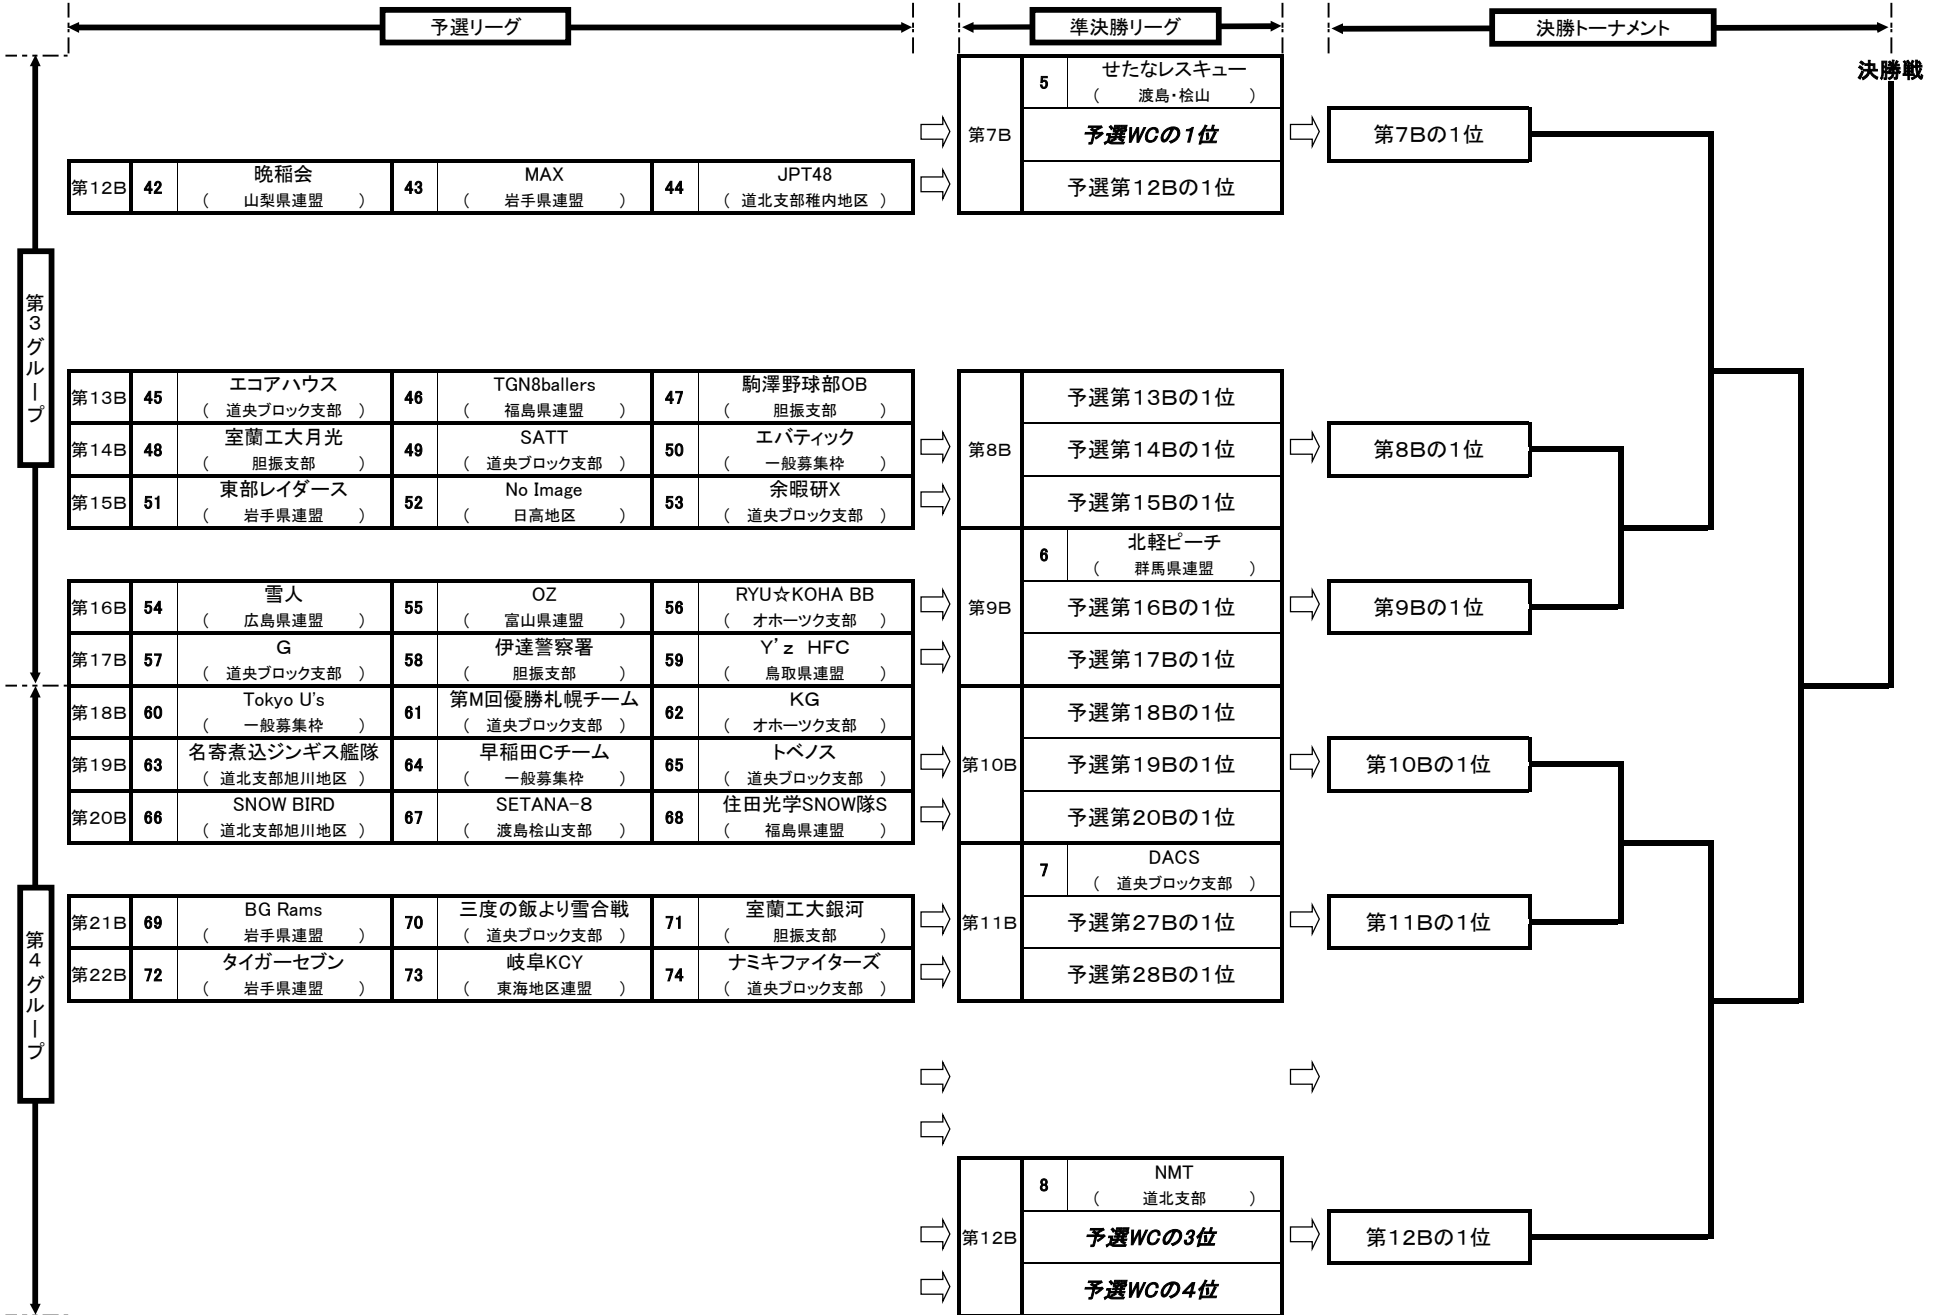 予選リーグ
準決勝リーグ
決勝トーナメント
決勝戦
第3グループ
第12B 42 晩稲会 43 MAX 44 JPT48
( 山梨県連盟 ) ( 岩手県連盟 ) ( 道北支部稚内地区 )
第13B 45 エコアハウス 46 TGN8ballers 47 駒澤野球部OB
( 道央ブロック支部 ) ( 福島県連盟 ) ( 胆振支部 )
第14B 48 室蘭工大月光 49 SATT 50 エバティック
( 胆振支部 ) ( 道央ブロック支部 ) ( 一般募集枠 )
第15B 51 東部レイダース 52 No Image 53 余暇研X
( 岩手県連盟 ) ( 日高地区 ) ( 道央ブロック支部 )
第16B 54 雪人 55 OZ 56 RYU☆KOHA BB
( 広島県連盟 ) ( 富山県連盟 ) ( オホーツク支部 )
第17B 57 G 58 伊達警察署 59 Y'z HFC
( 道央ブロック支部 ) ( 胆振支部 ) ( 鳥取県連盟 )
第4グループ
第18B 60 Tokyo U's 61 第M回優勝札幌チーム 62 KG
( 一般募集枠 ) ( 道央ブロック支部 ) ( オホーツク支部 )
第19B 63 名寄煮込ジンギス艦隊 64 早稲田Cチーム 65 トベノス
( 道北支部旭川地区 ) ( 一般募集枠 ) ( 道央ブロック支部 )
第20B 66 SNOW BIRD 67 SETANA-8 68 住田光学SNOW隊S
( 道北支部旭川地区 ) ( 渡島桧山支部 ) ( 福島県連盟 )
第21B 69 BG Rams 70 三度の飯より雪合戦 71 室蘭工大銀河
( 岩手県連盟 ) ( 道央ブロック支部 ) ( 胆振支部 )
第22B 72 タイガーセブン 73 岐阜KCY 74 ナミキファイターズ
( 岩手県連盟 ) ( 東海地区連盟 ) ( 道央ブロック支部 )
第7B
5 せたなレスキュー
( 渡島・桧山 )
予選WCの1位
予選第12Bの1位
第8B
予選第13Bの1位
予選第14Bの1位
予選第15Bの1位
第9B
6 北軽ピーチ
( 群馬県連盟 )
予選第16Bの1位
予選第17Bの1位
第10B
予選第18Bの1位
予選第19Bの1位
予選第20Bの1位
第11B
7 DACS
( 道央ブロック支部 )
予選第27Bの1位
予選第28Bの1位
第12B
8 NMT
( 道北支部 )
予選WCの3位
予選WCの4位
第7Bの1位
第8Bの1位
第9Bの1位
第10Bの1位
第11Bの1位
第12Bの1位